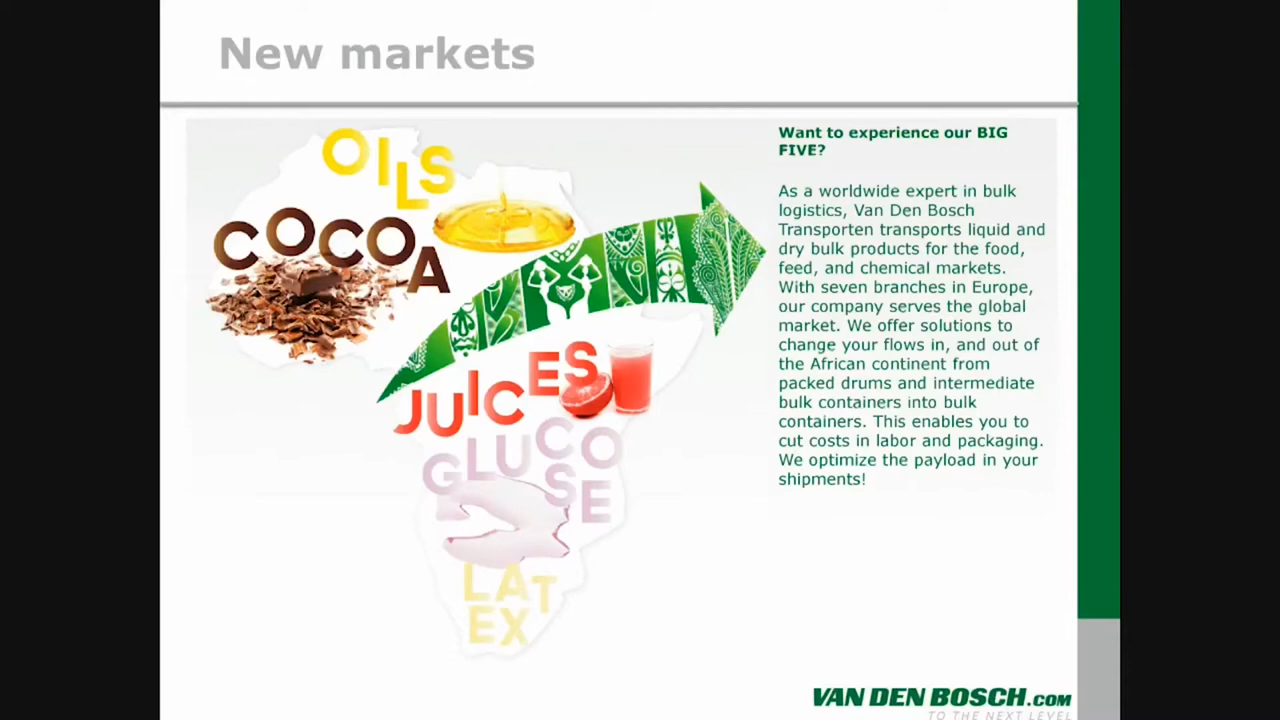 New markets
OILS
COCOA
JUICES
GLUCOSE
LATEX
Want to experience our BIG
FIVE?
As a worldwide expert in bulk
logistics, Van Den Bosch
Transporten transports liquid and
dry bulk products for the food,
feed, and chemical markets.
With seven branches in Europe,
our company serves the global
market. We offer solutions to
change your flows in, and out of
the African continent from
packed drums and intermediate
bulk containers into bulk
containers. This enables you to
cut costs in labor and packaging.
We optimize the payload in your
shipments!
VAN DEN BOSCH.COM
TO THE NEXT LEVEL